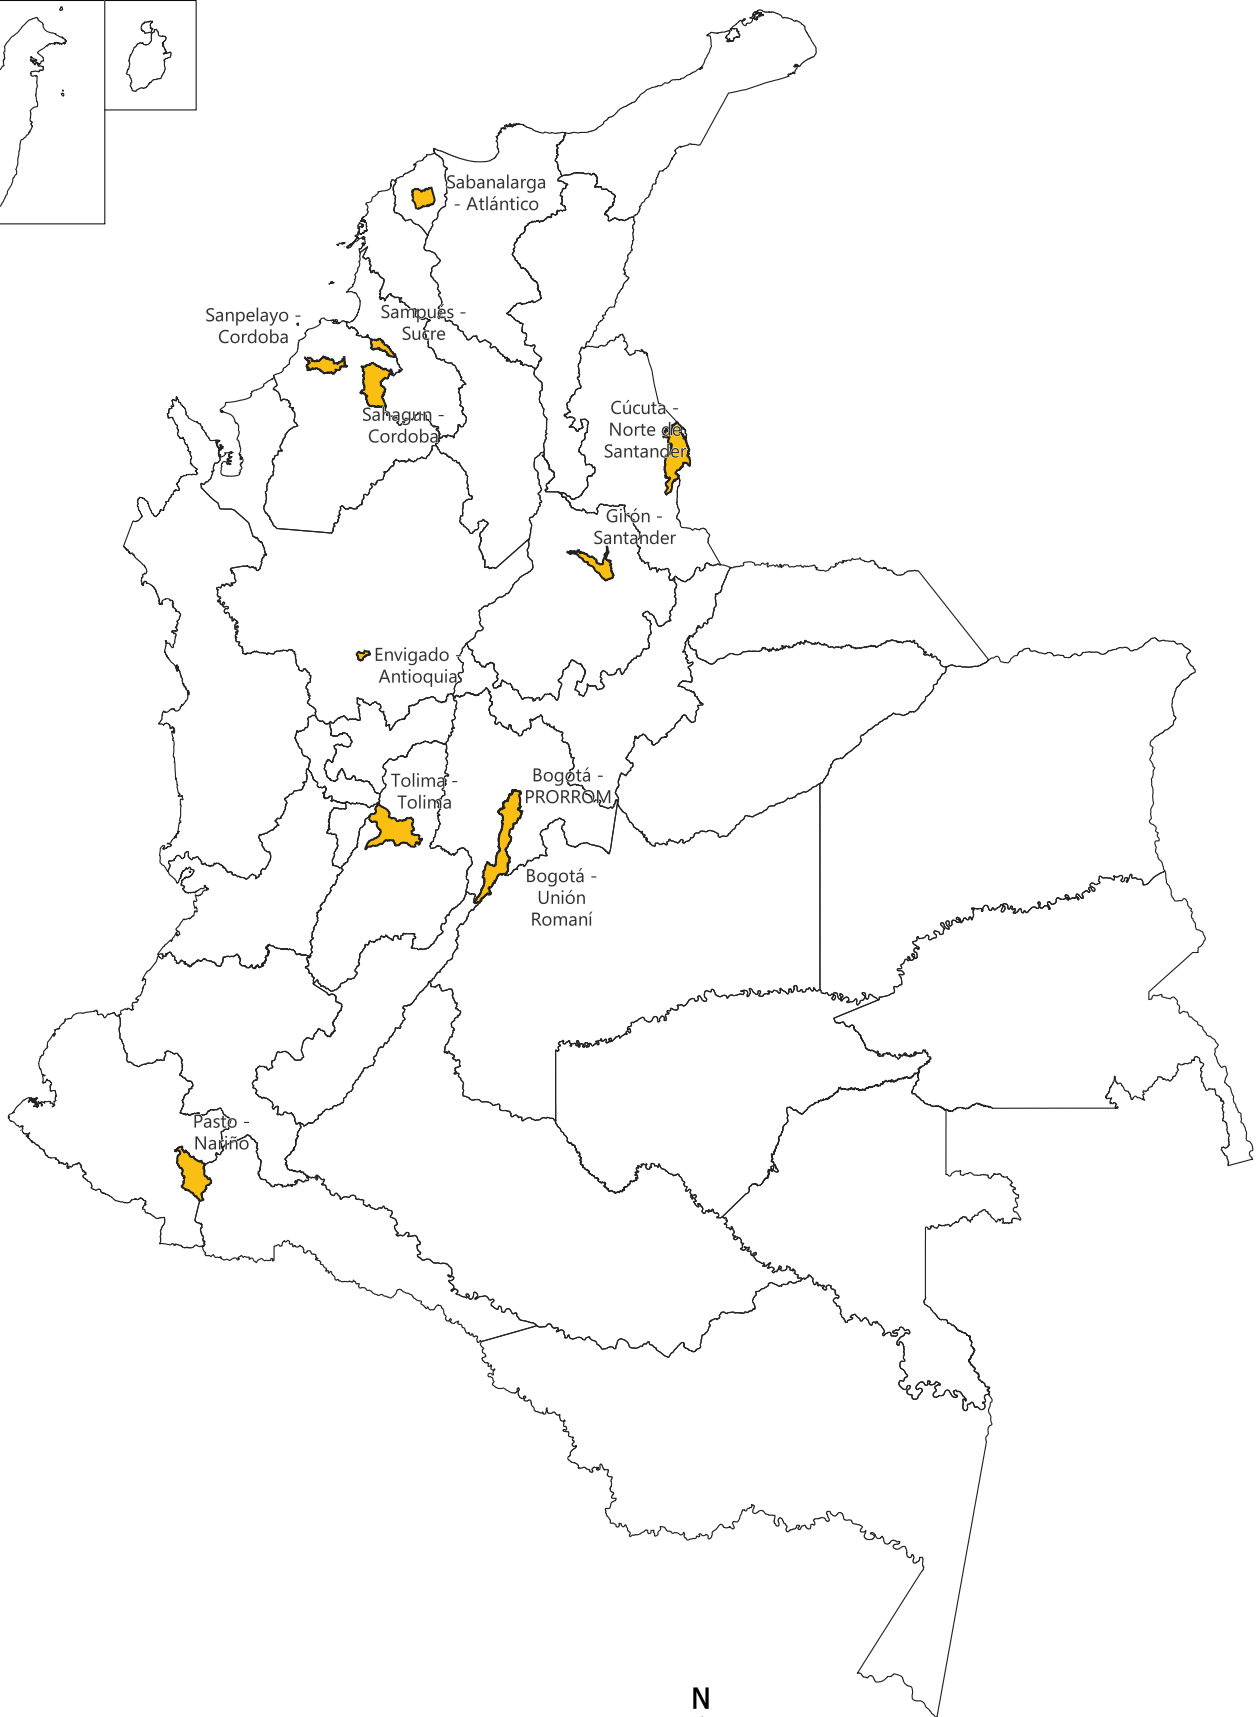 Sabanalarga
- Atlántico
Sanpelayo -
Cordoba
Sampués -
Sucre
Sahagun -
Cordoba
Cúcuta -
Norte de
Santander
Girón -
Santander
Envigado -
Antioquia
Tolima -
Tolima
Bogotá -
PRORROM
Bogotá -
Unión
Romaní
Pasto -
Nariño
N